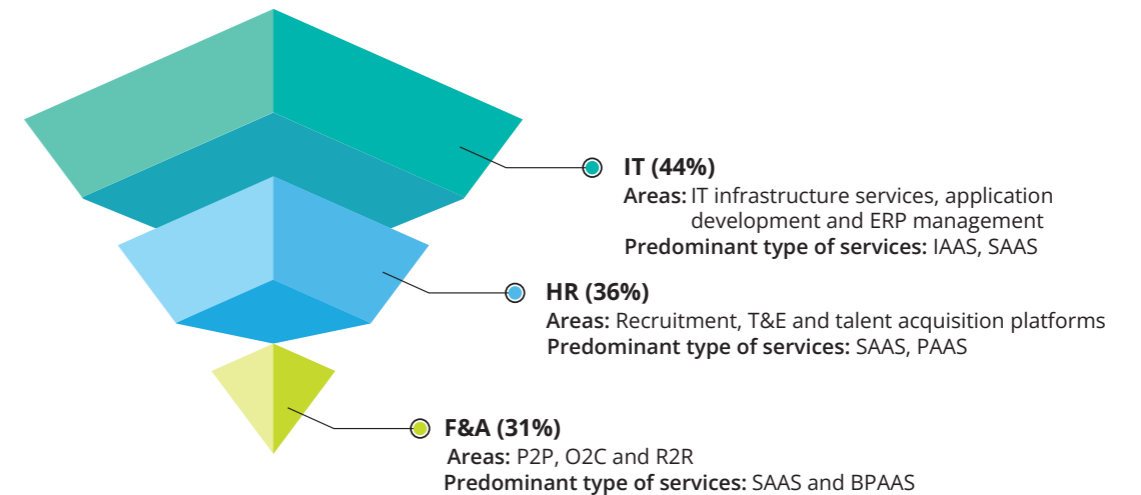 IT (44%)
Areas: IT infrastructure services, application
development and ERP management
Predominant type of services: IAAS, SAAS
HR (36%)
Areas: Recruitment, T&E and talent acquisition platforms
Predominant type of services: SAAS, PAAS
F&A (31%)
Areas: P2P, O2C and R2R
Predominant type of services: SAAS and BPAAS